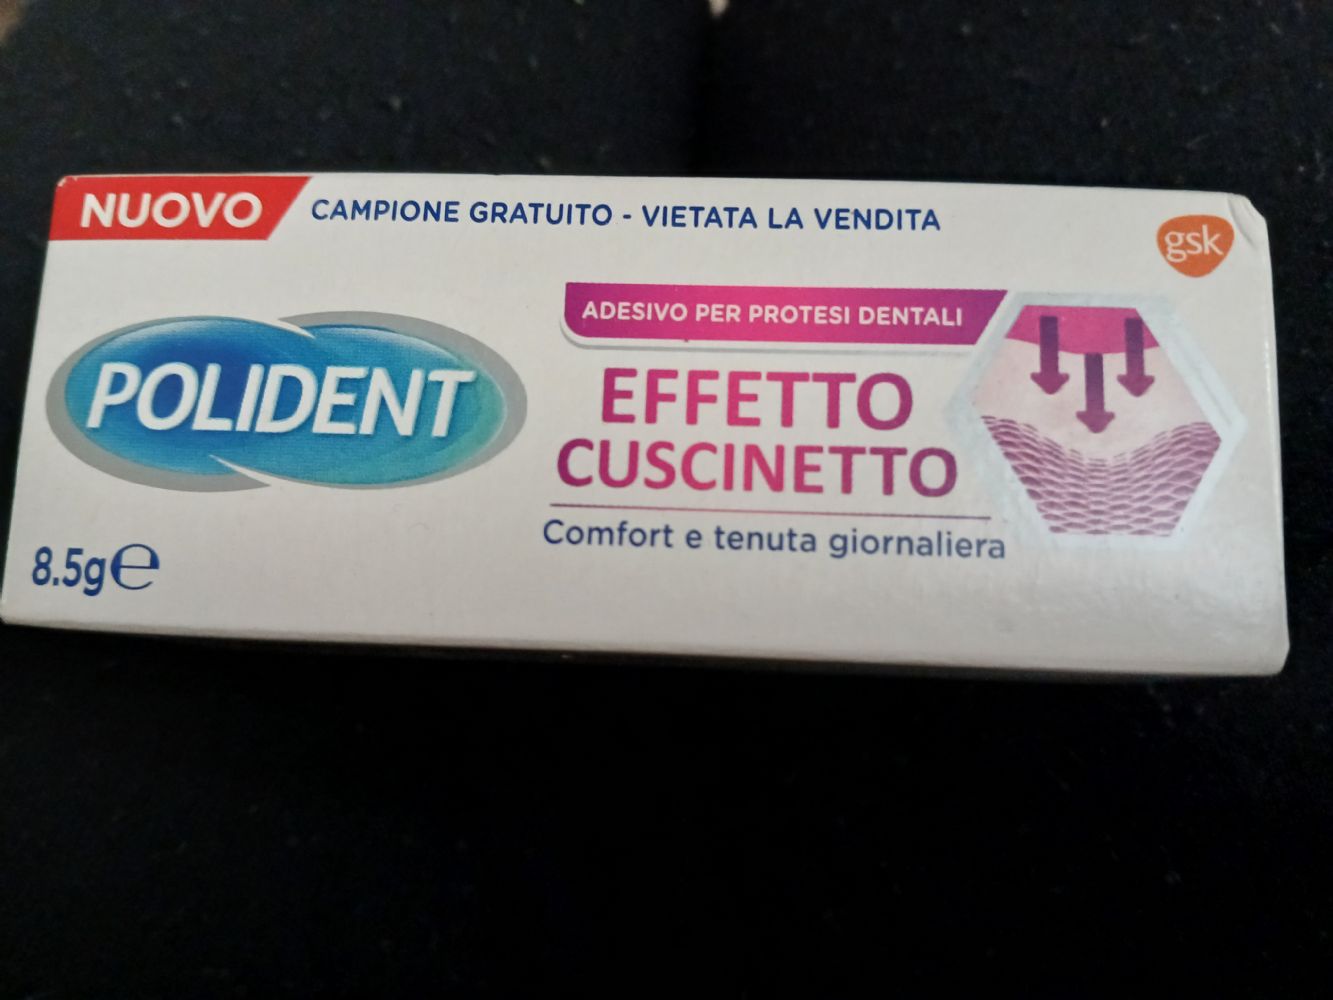 NUOVO
CAMPIONE GRATUITO - VIETATA LA VENDITA
gsk
ADESIVO PER PROTESI DENTALI
POLIDENT
EFFETTO
CUSCINETTO
Comfort e tenuta giornaliera
8.5g℮